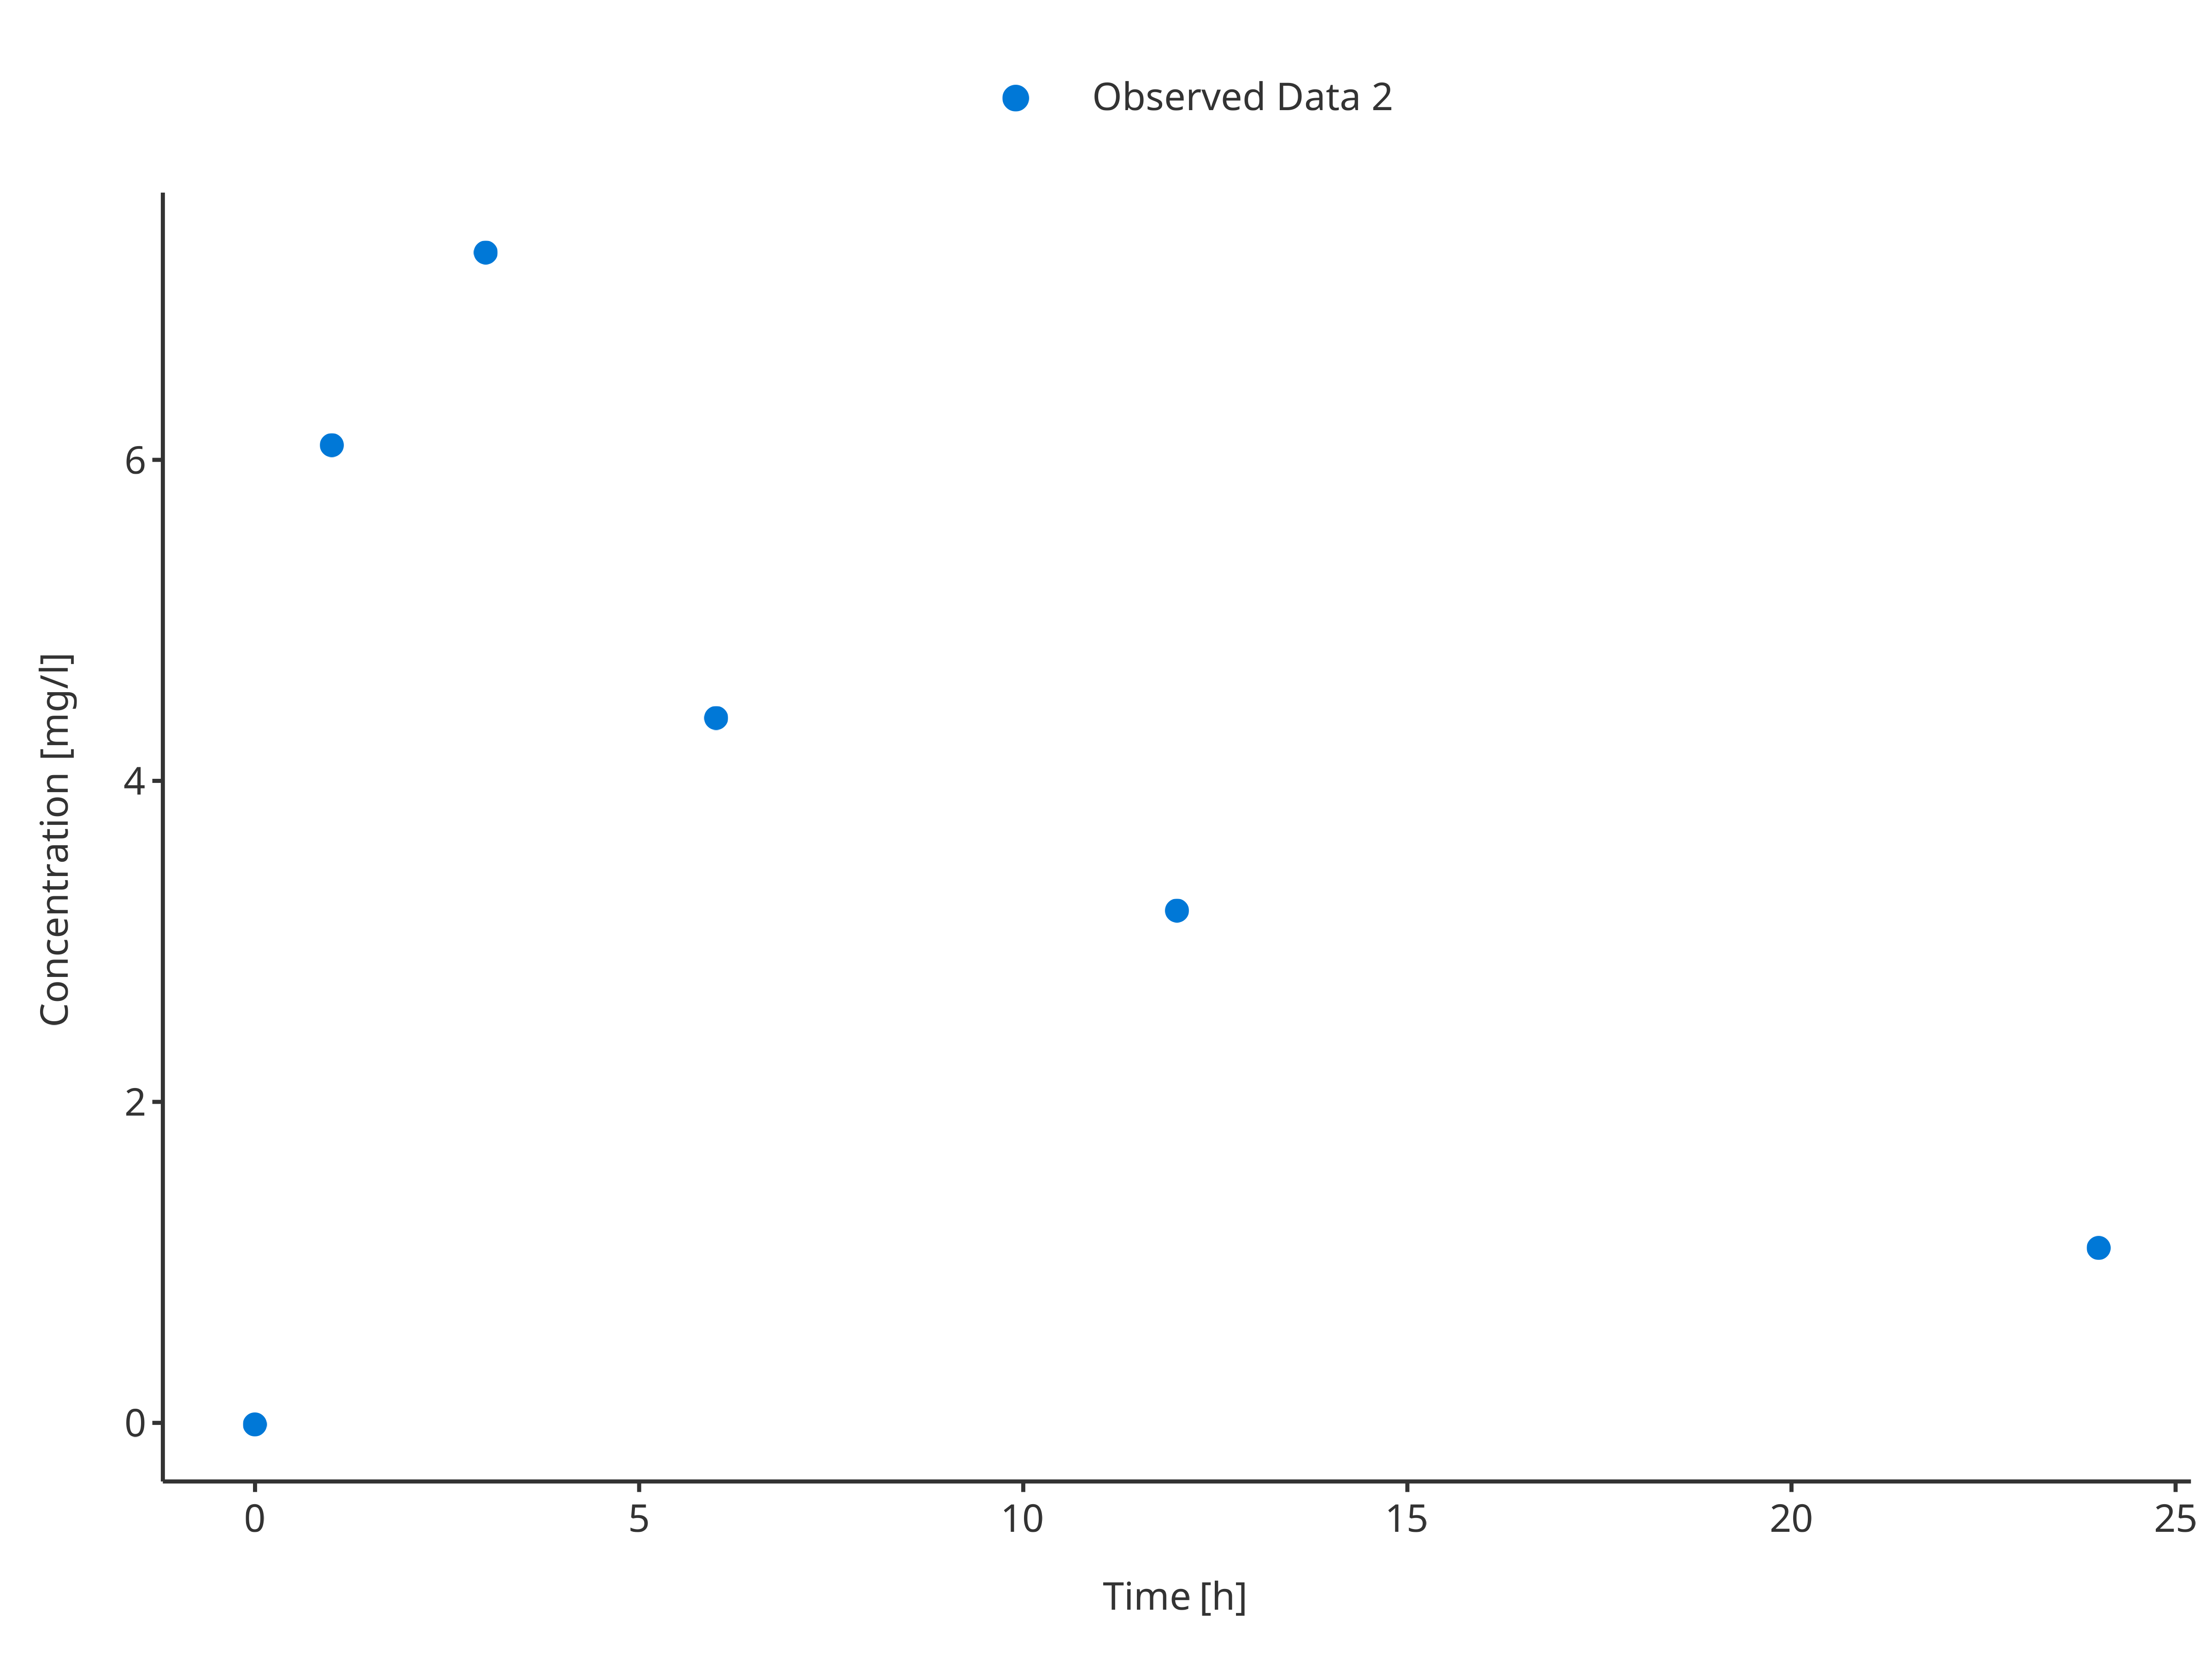 Observed Data 2
Concentration [mg/l]
6
4
2
0
0 5 10 15 20 25
Time [h]